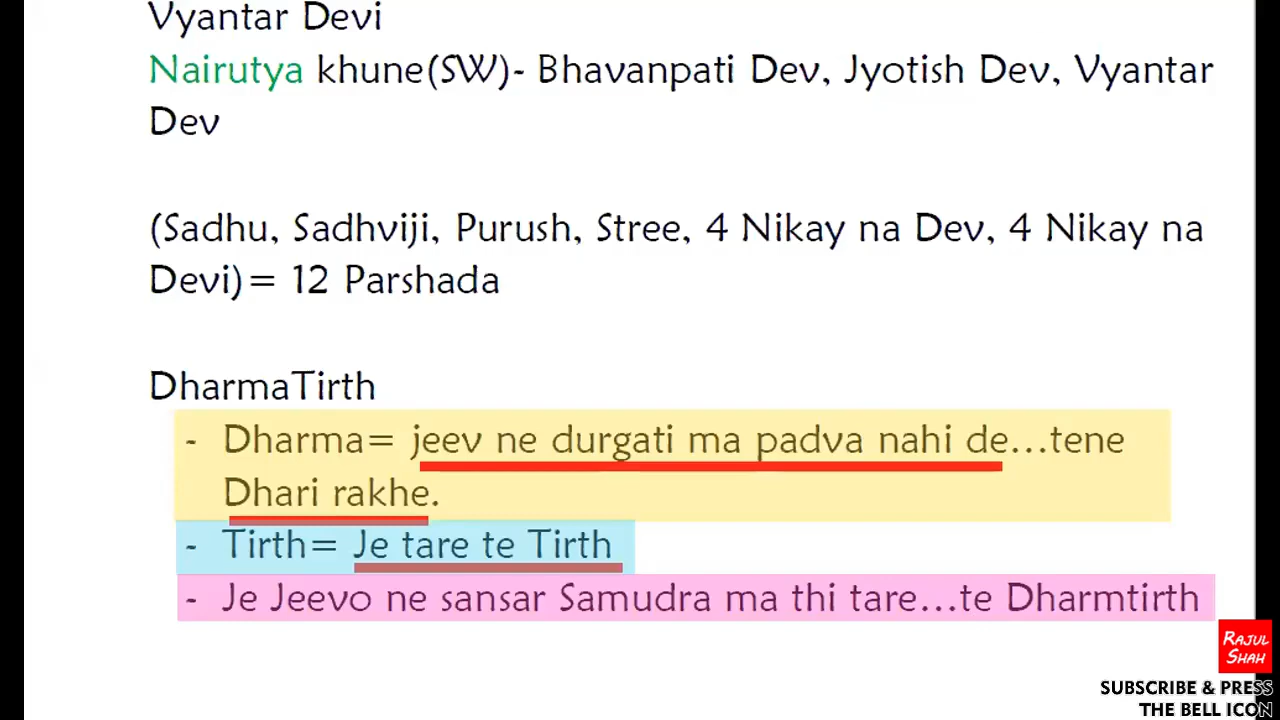 Vyantar Devi
Nairutya khune(SW)- Bhavanpati Dev, Jyotish Dev, Vyantar
Dev
(Sadhu, Sadhviji, Purush, Stree, 4 Nikay na Dev, 4 Nikay na
Devi)= 12 Parshada
DharmaTirth
- Dharma= jeev ne durgati ma padva nahi de...tene
Dhari rakhe.
- Tirth= Je tare te Tirth
- Je Jeevo ne sansar Samudra ma thi tare...te Dharmtirth
RAJUL
SHAH
SUBSCRIBE & PRESS
THE BELL ICON